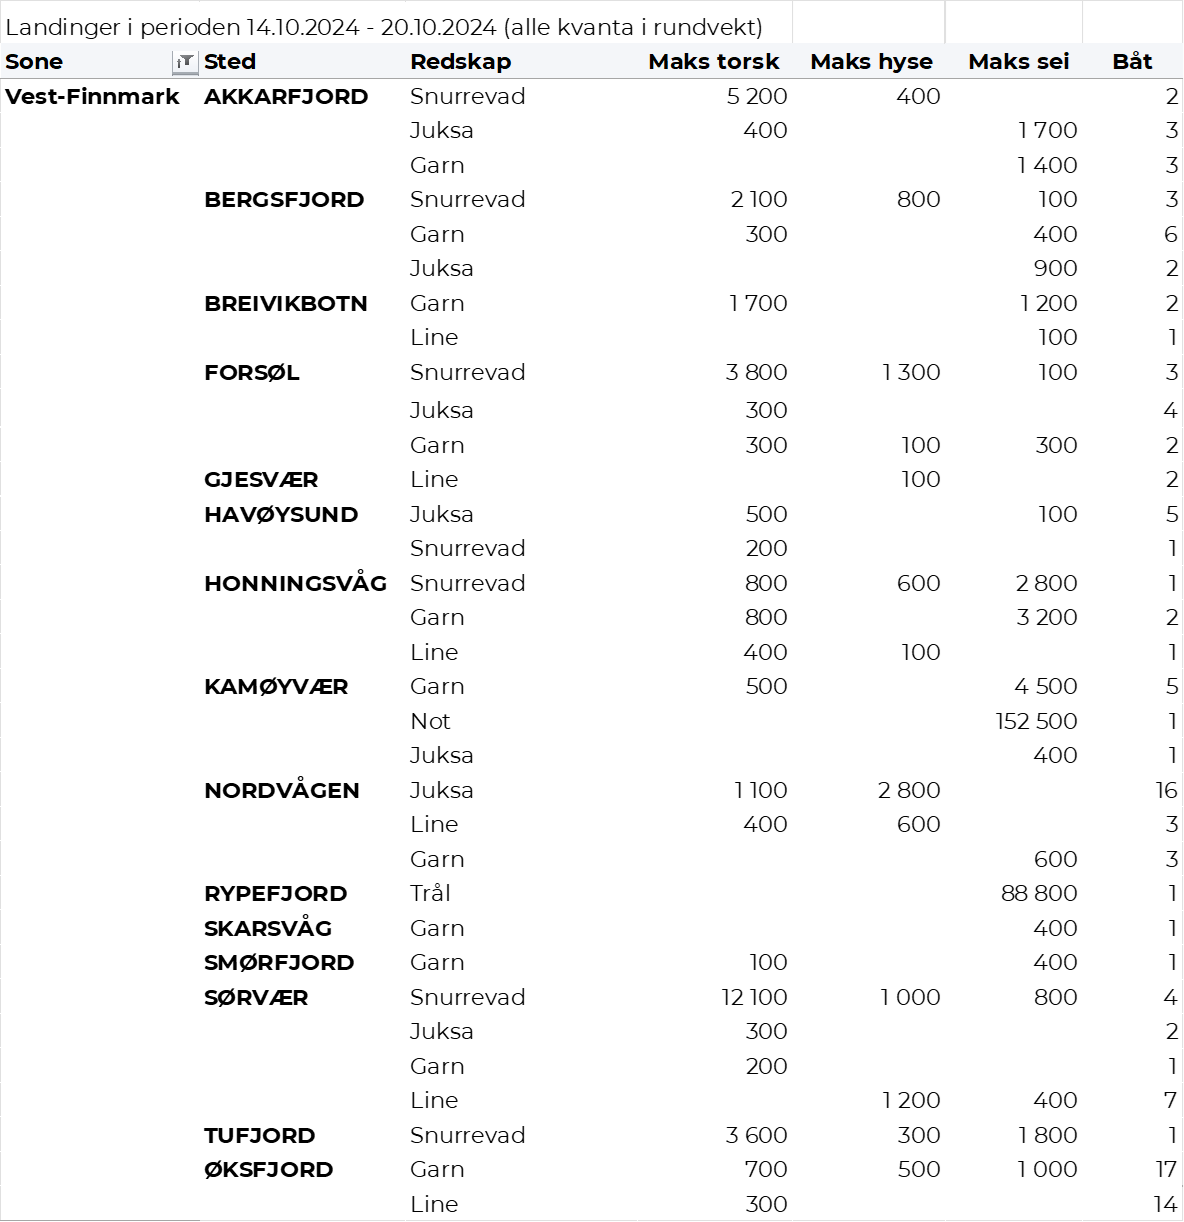 Landinger i perioden 14.10.2024 - 20.10.2024 (alle kvanta i rundvekt)
Sone Sted Redskap Maks torsk Maks hyse Maks sei Båt
Vest-Finnmark AKKARFJORD Snurrevad 5 200 400 2
Juksa 400 1 700 3
Garn 1 400 3
BERGSFJORD Snurrevad 2 100 800 100 3
Garn 300 400 6
Juksa 900 2
BREIVIKBOTN Garn 1 700 1 200 2
Line 100 1
FORSØL Snurrevad 3 800 1 300 100 3
Juksa 300 4
Garn 300 100 300 2
GJESVÆR Line 100 2
HAVØYSUND Juksa 500 100 5
Snurrevad 200 1
HONNINGSVÅG Snurrevad 800 600 2 800 1
Garn 800 3 200 2
Line 400 100 1
KAMØYVÆR Garn 500 4 500 5
Not 152 500 1
Juksa 400 1
NORDVÅGEN Juksa 1 100 2 800 16
Line 400 600 3
Garn 600 3
RYPEFJORD Trål 88 800 1
SKARSVÅG Garn 400 1
SMØRFJORD Garn 100 400 1
SØRVÆR Snurrevad 12 100 1 000 800 4
Juksa 300 2
Garn 200 1
Line 1 200 400 7
TUFJORD Snurrevad 3 600 300 1 800 1
ØKSFJORD Garn 700 500 1 000 17
Line 300 14